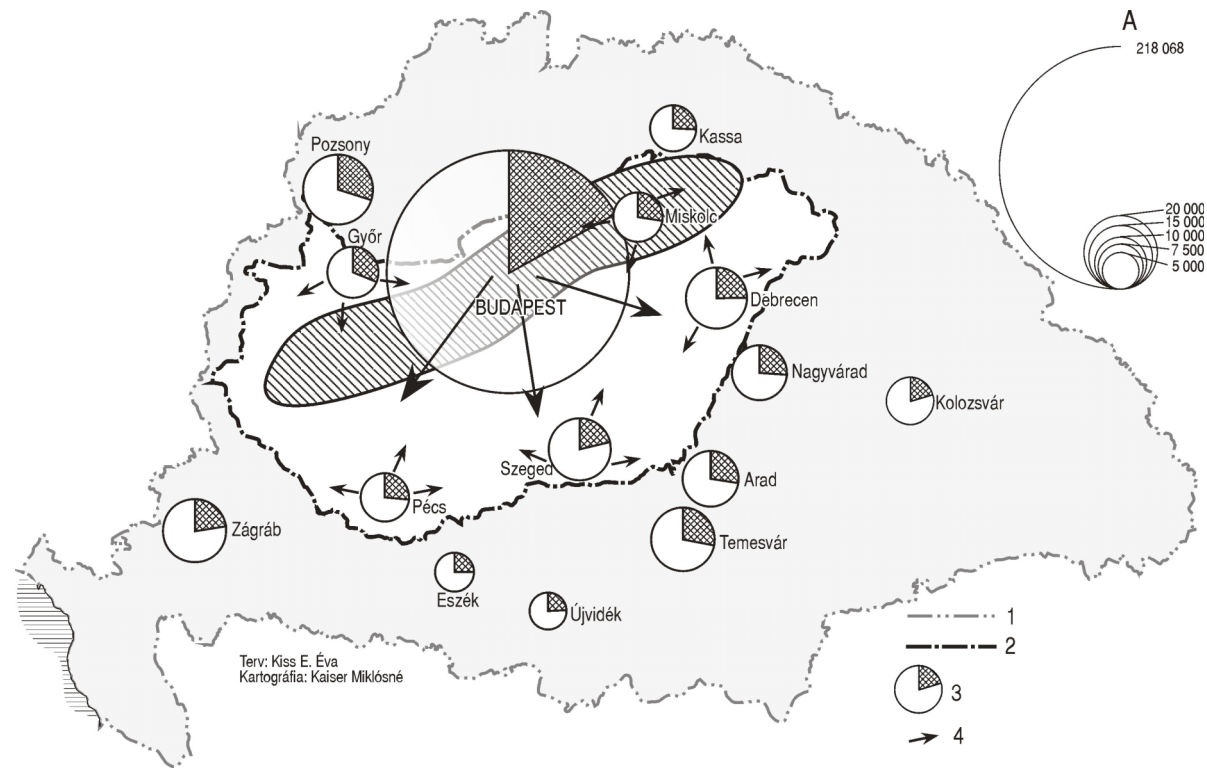 A
218 068
20 000
15 000
10 000
7 500
5 000
Kassa
Pozsony
Miskolc
Győr
Debrecen
BUDAPEST
Nagyvárad
Kolozsvár
Szeged
Arad
Pécs
Zágráb
Temesvár
Eszék
Újvidék
1
2
3
4
Terv: Kiss E. Éva
Kartográfia: Kaiser Miklósné